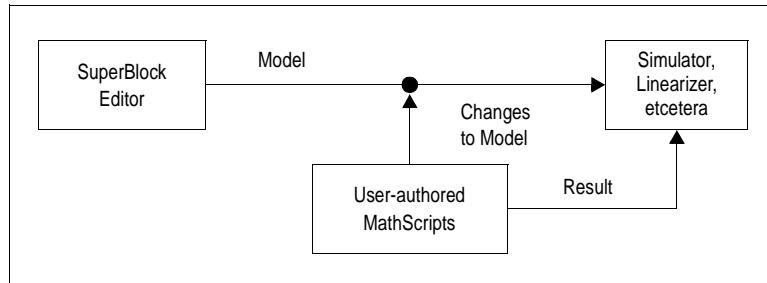 SuperBlock
Editor
Model
Simulator,
Linearizer,
etcetera
Changes
to Model
User-authored
MathScripts
Result